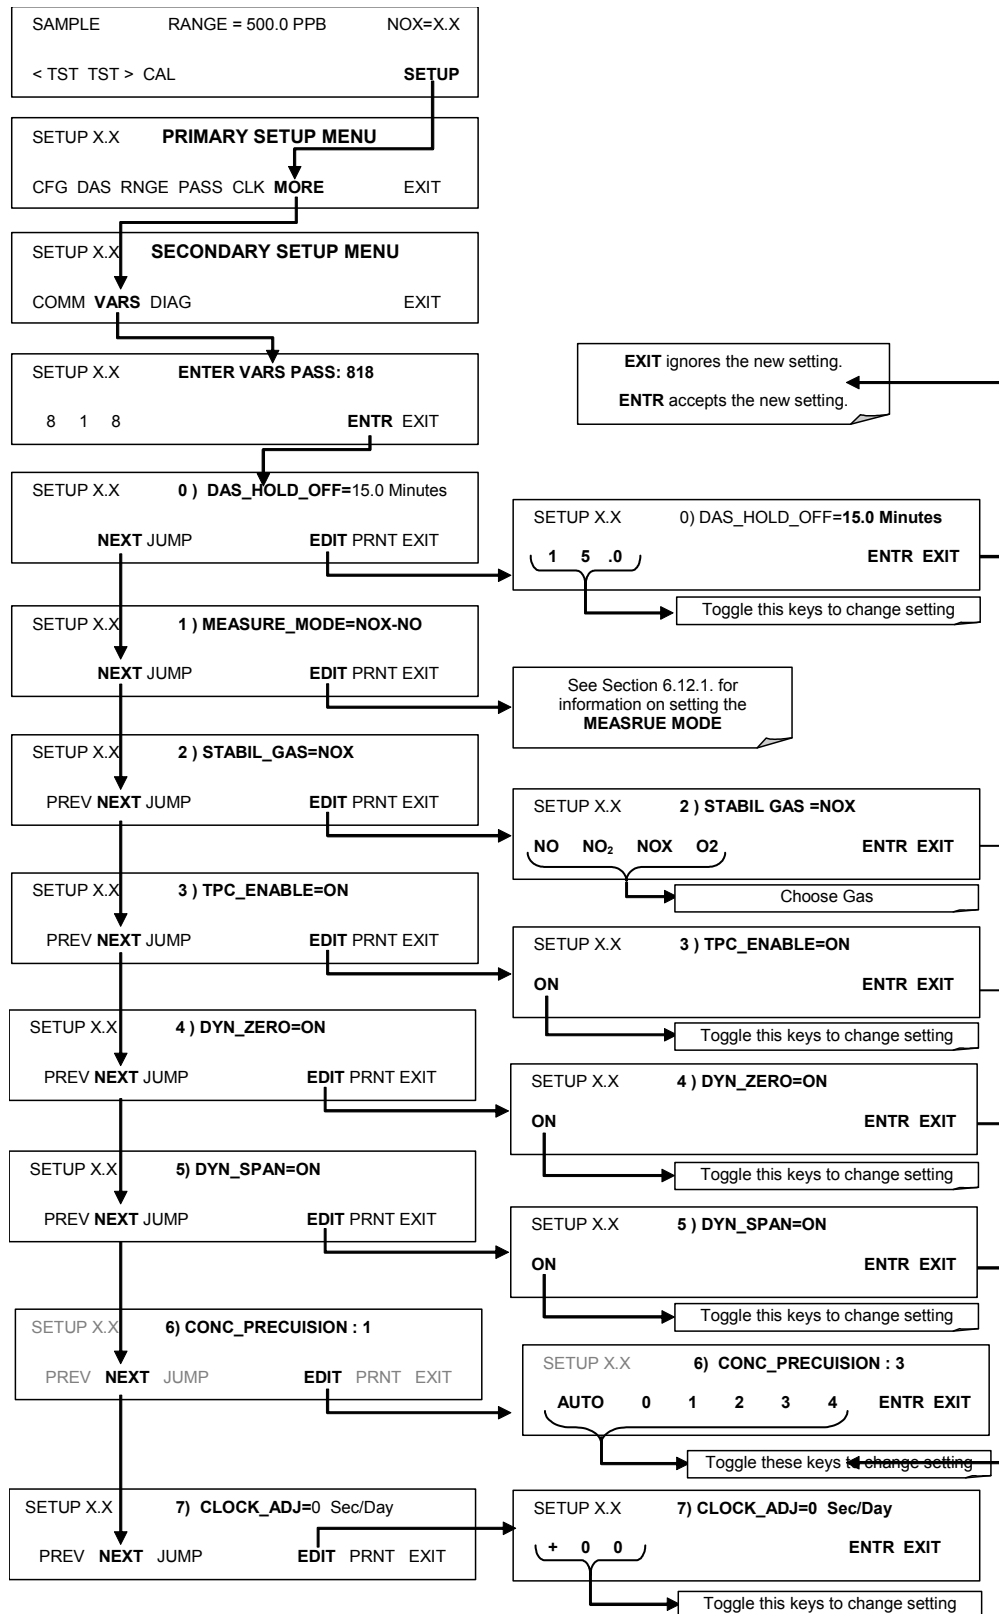 SAMPLE RANGE = 500.0 PPB NOX=X.X
< TST TST > CAL SETUP
SETUP X.X PRIMARY SETUP MENU
CFG DAS RNGE PASS CLK MORE EXIT
SETUP X.X SECONDARY SETUP MENU
COMM VARS DIAG EXIT
SETUP X.X ENTER VARS PASS: 818
8 1 8 ENTR EXIT
EXIT ignores the new setting.
ENTR accepts the new setting.
SETUP X.X 0 ) DAS_HOLD_OFF=15.0 Minutes
NEXT JUMP EDIT PRNT EXIT
SETUP X.X 0) DAS_HOLD_OFF=15.0 Minutes
1 5 .0 ENTR EXIT
Toggle this keys to change setting
SETUP X.X 1 ) MEASURE_MODE=NOX-NO
NEXT JUMP EDIT PRNT EXIT
See Section 6.12.1. for
information on setting the
MEASRUE MODE
SETUP X.X 2 ) STABIL_GAS=NOX
PREV NEXT JUMP EDIT PRNT EXIT
SETUP X.X 2 ) STABIL GAS =NOX
NO NO₂ NOX O2 ENTR EXIT
Choose Gas
SETUP X.X 3 ) TPC_ENABLE=ON
PREV NEXT JUMP EDIT PRNT EXIT
SETUP X.X 3 ) TPC_ENABLE=ON
ON ENTR EXIT
Toggle this keys to change setting
SETUP X.X 4 ) DYN_ZERO=ON
PREV NEXT JUMP EDIT PRNT EXIT
SETUP X.X 4 ) DYN_ZERO=ON
ON ENTR EXIT
Toggle this keys to change setting
SETUP X.X 5) DYN_SPAN=ON
PREV NEXT JUMP EDIT PRNT EXIT
SETUP X.X 5 ) DYN_SPAN=ON
ON ENTR EXIT
Toggle this keys to change setting
SETUP X.X 6) CONC_PRECUISION : 1
PREV NEXT JUMP EDIT PRNT EXIT
SETUP X.X 6) CONC_PRECUISION : 3
AUTO 0 1 2 3 4 ENTR EXIT
Toggle these keys to change setting
SETUP X.X 7) CLOCK_ADJ=0 Sec/Day
PREV NEXT JUMP EDIT PRNT EXIT
SETUP X.X 7) CLOCK_ADJ=0 Sec/Day
+ 0 0 ENTR EXIT
Toggle this keys to change setting